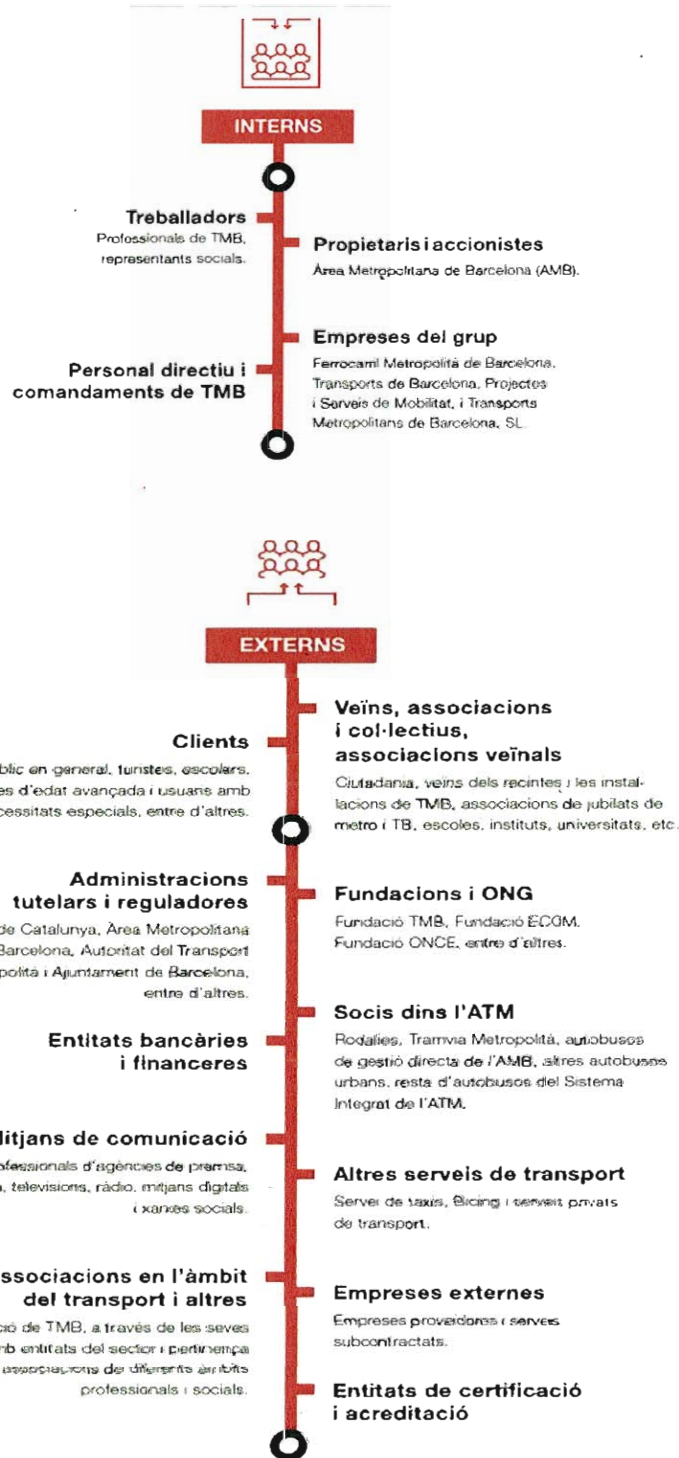 INTERNS
Treballadors
Professionals de TMB,
representants socials.
Propietaris i accionistes
Àrea Metropolitana de Barcelona (AMB).
Empreses del grup
Ferrocarril Metropolità de Barcelona,
Transports de Barcelona, Projectes
i Serveis de Mobilitat, i Transports
Metropolitans de Barcelona, SL.
Personal directiu i
comandaments de TMB
EXTERNS
Clients
blic en general, turistes, escolars,
es d'edat avançada i usuaris amb
cessitats especials, entre d'altres.
Veïns, associacions
i col·lectius,
associacions veïnals
Ciutadania, veïns dels recintes i les instal-
lacions de TMB, associacions de jubilats de
metro i TB, escoles, instituts, universitats, etc.
Administracions
tutelars i reguladores
de Catalunya, Àrea Metropolitana
Barcelona, Autoritat del Transport
polità i Ajuntament de Barcelona,
entre d'altres.
Fundacions i ONG
Fundació TMB, Fundació ECOM,
Fundació ONCE, entre d'altres.
Entitats bancàries
i financeres
Socis dins l'ATM
Rodalies, Tramvia Metropolità, autobusos
de gestió directa de l'AMB, altres autobusos
urbans, resta d'autobusos del Sistema
Integrat de l'ATM.
litjans de comunicació
ofessionals d'agències de premsa,
, televisions, ràdio, mitjans digitals
i xarxes socials.
Altres serveis de transport
Servei de taxis, Bicing i serveis privats
de transport.
ssociacions en l'àmbit
del transport i altres
ció de TMB, a través de les seves
mb entitats del sector i pertinença
associacions de diferents àmbits
professionals i socials.
Empreses externes
Empreses proveïdores i serveis
subcontractats.
Entitats de certificació
i acreditació